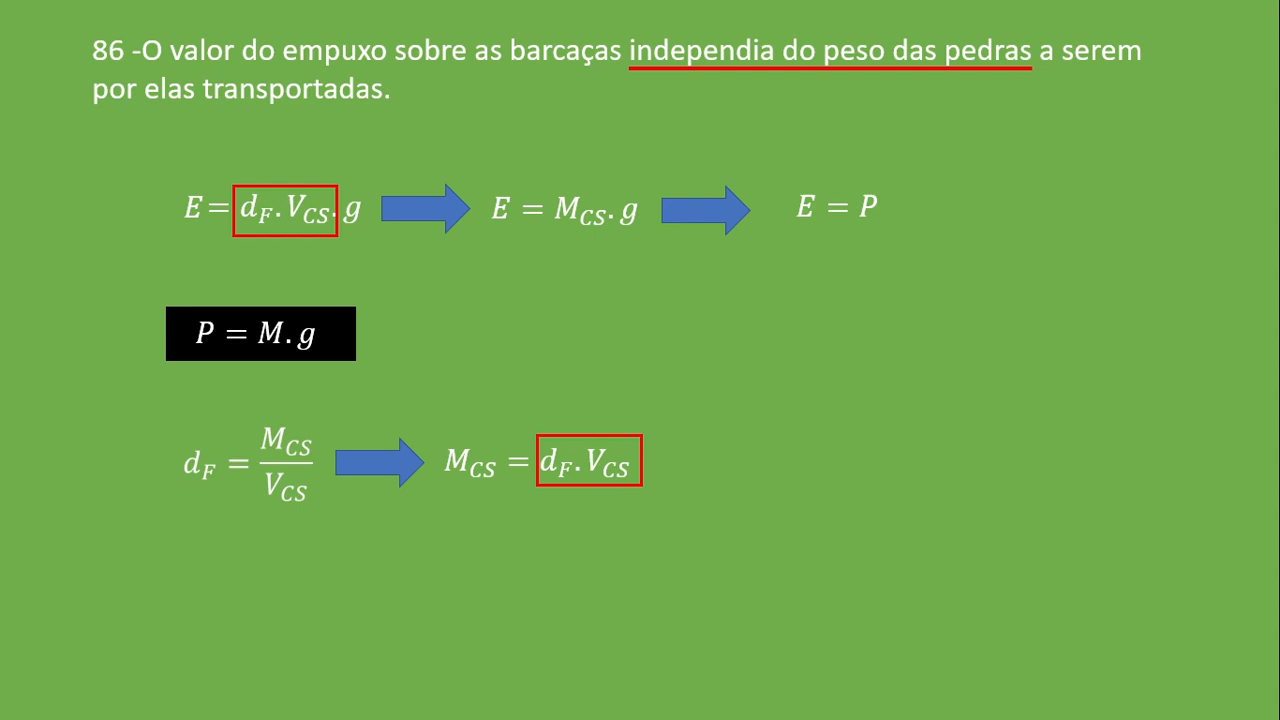 86 -O valor do empuxo sobre as barcaças independia do peso das pedras a serem
por elas transportadas.
E = d_F . V_CS . g E = M_CS . g E = P
P = M . g
d_F = M_CS / V_CS M_CS = d_F . V_CS